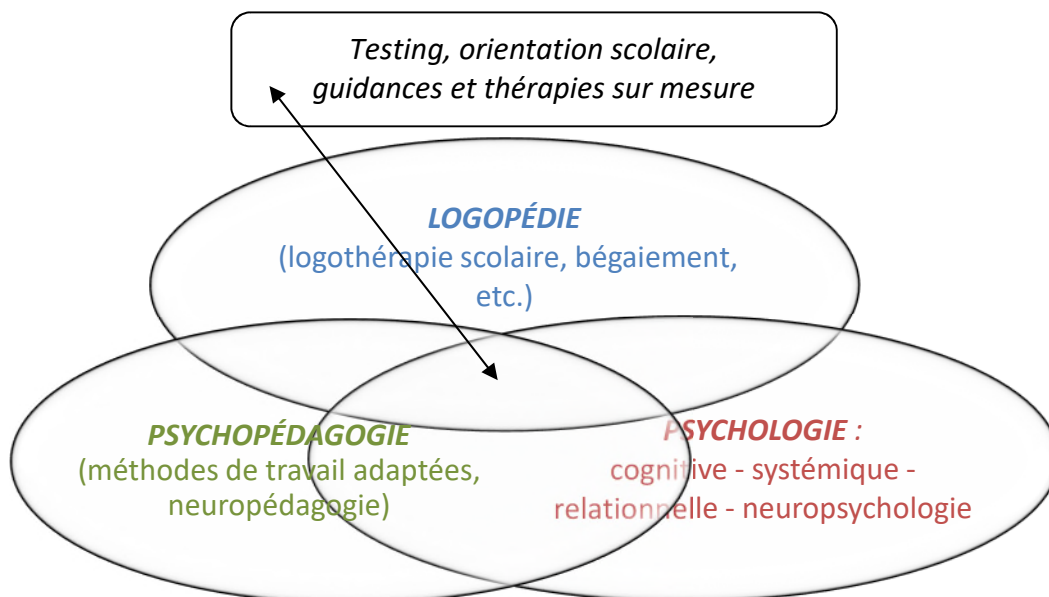 Testing, orientation scolaire,
guidances et thérapies sur mesure
LOGOPÉDIE
(logothérapie scolaire, bégaiement,
etc.)
PSYCHOPÉDAGOGIE
(méthodes de travail adaptées,
neuropédagogie)
PSYCHOLOGIE :
cognitive - systémique -
relationnelle - neuropsychologie